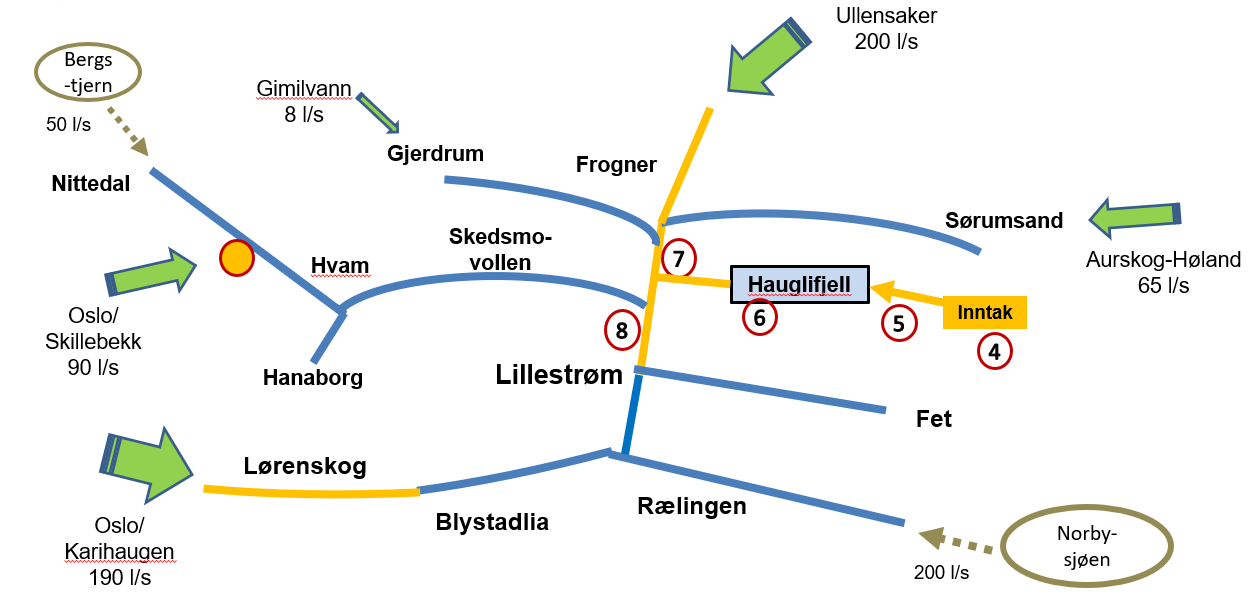 Ullensaker
200 l/s
Bergs
-tjern
50 l/s
Gimilvann
8 l/s
Gjerdrum
Frogner
Nittedal
Sørumsand
Skedsmo-
vollen
Hvam
7
Hauglifjell
Aurskog-Høland
65 l/s
Inntak
6
5
4
8
Oslo/
Skillebekk
90 l/s
Hanaborg
Lillestrøm
Fet
Lørenskog
Blystadlia
Rælingen
Oslo/
Karihaugen
190 l/s
Norby-
sjøen
200 l/s